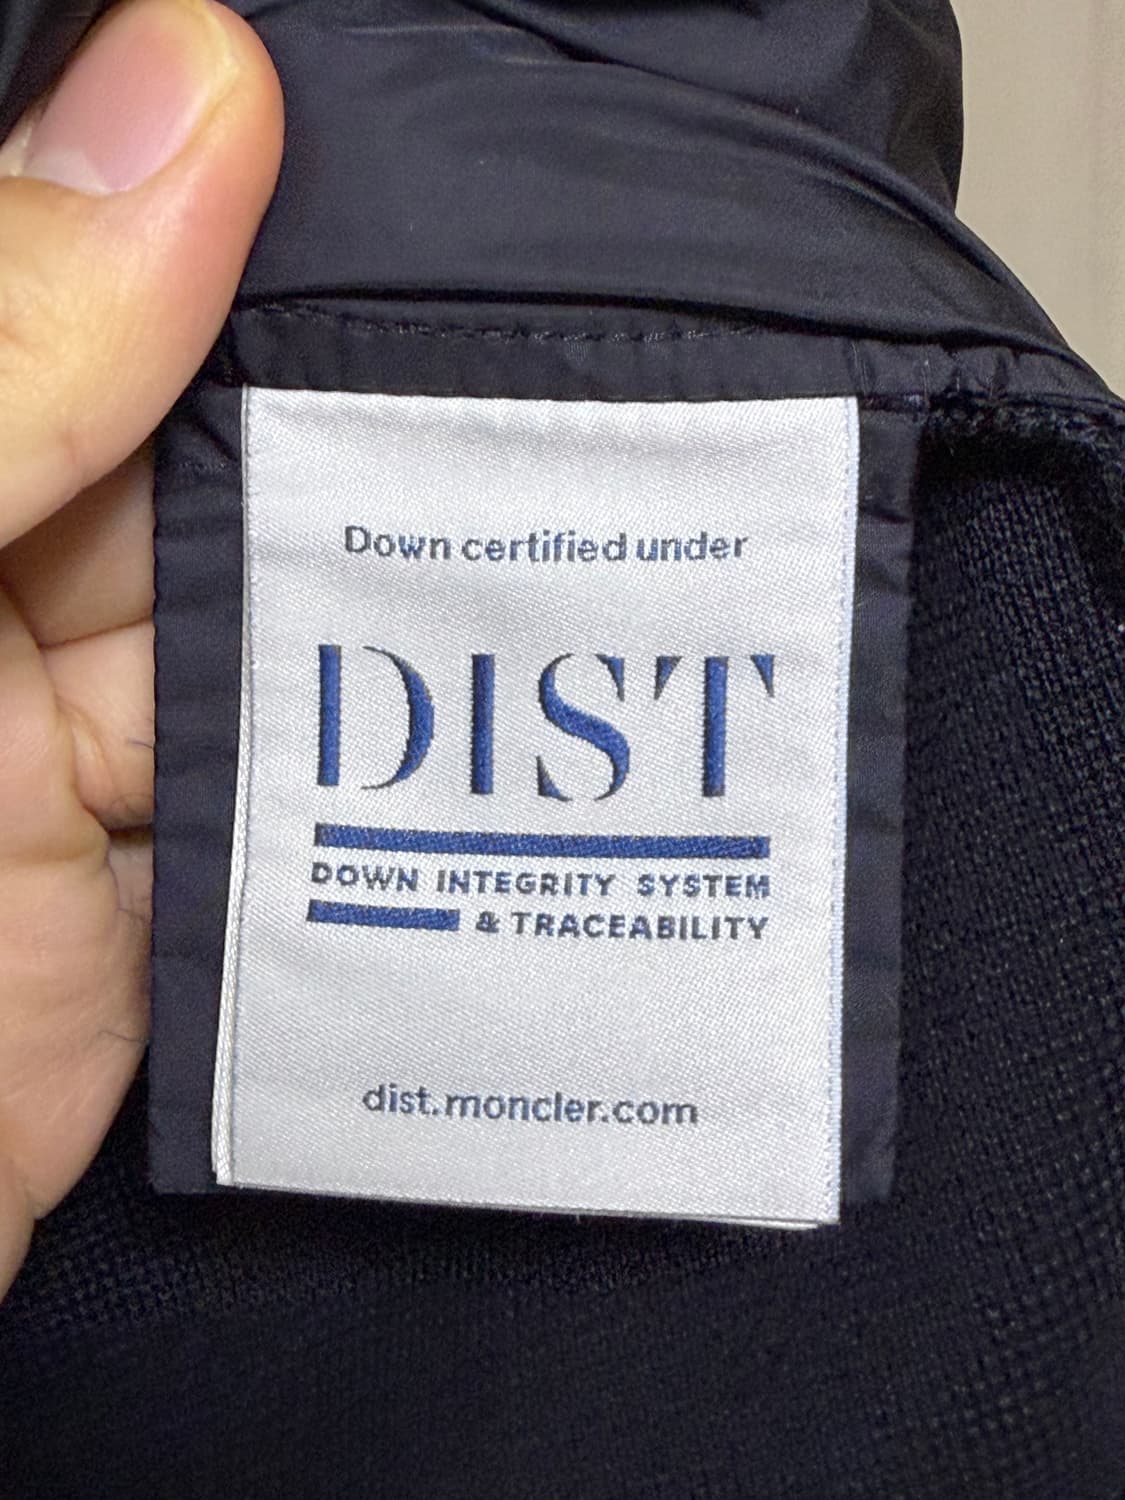 Down certified under
DIST
DOWN INTEGRITY SYSTEM
& TRACEABILITY
dist.moncler.com